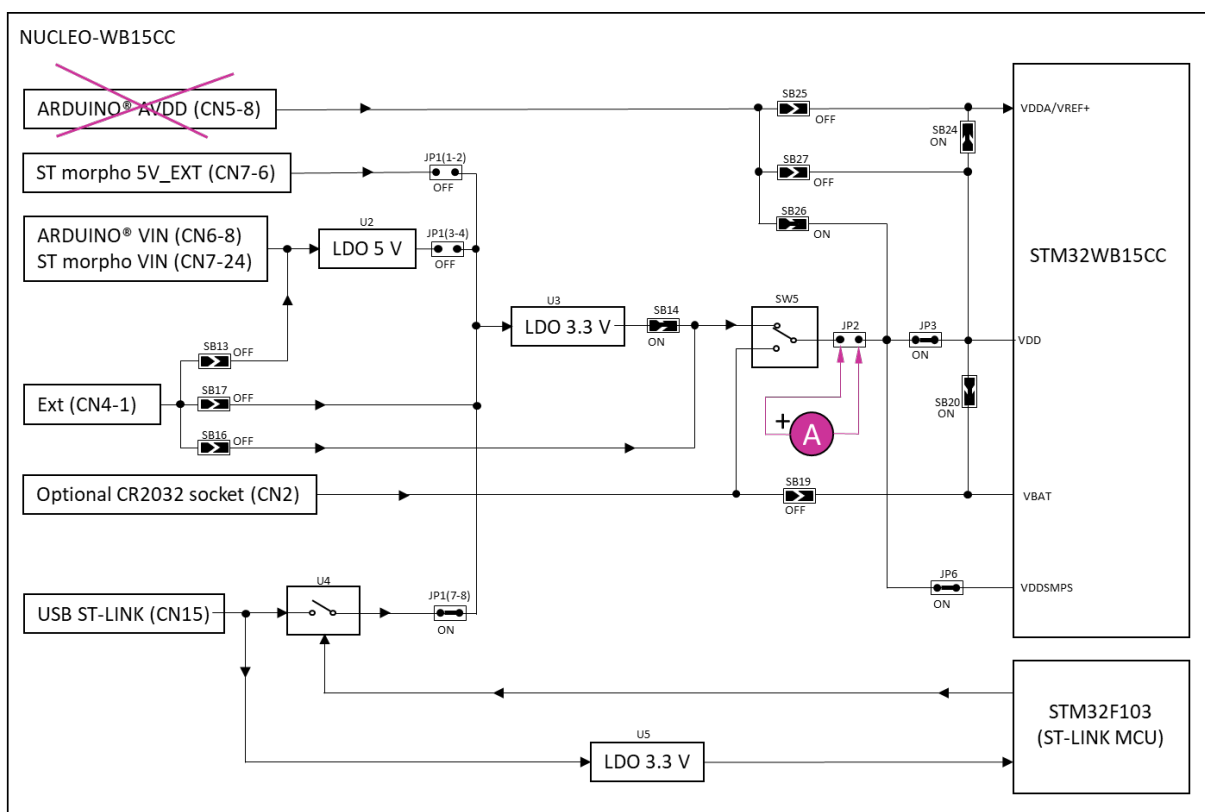 NUCLEO-WB15CC
ARDUINO® AVDD (CN5-8)
SB25
OFF
VDDA/VREF+
SB24
ON
ST morpho 5V_EXT (CN7-6)
JP1(1-2)
OFF
SB27
OFF
SB26
ON
ARDUINO® VIN (CN6-8)
ST morpho VIN (CN7-24)
U2
LDO 5 V
JP1(3-4)
OFF
STM32WB15CC
U3
LDO 3.3 V
SB14
ON
SW5
JP2
JP3
ON
VDD
SB13
OFF
Ext (CN4-1)
SB17
OFF
SB16
OFF
+
A
SB20
ON
Optional CR2032 socket (CN2)
SB19
OFF
VBAT
U4
USB ST-LINK (CN15)
JP1(7-8)
ON
JP6
ON
VDDSMPS
STM32F103
(ST-LINK MCU)
U5
LDO 3.3 V